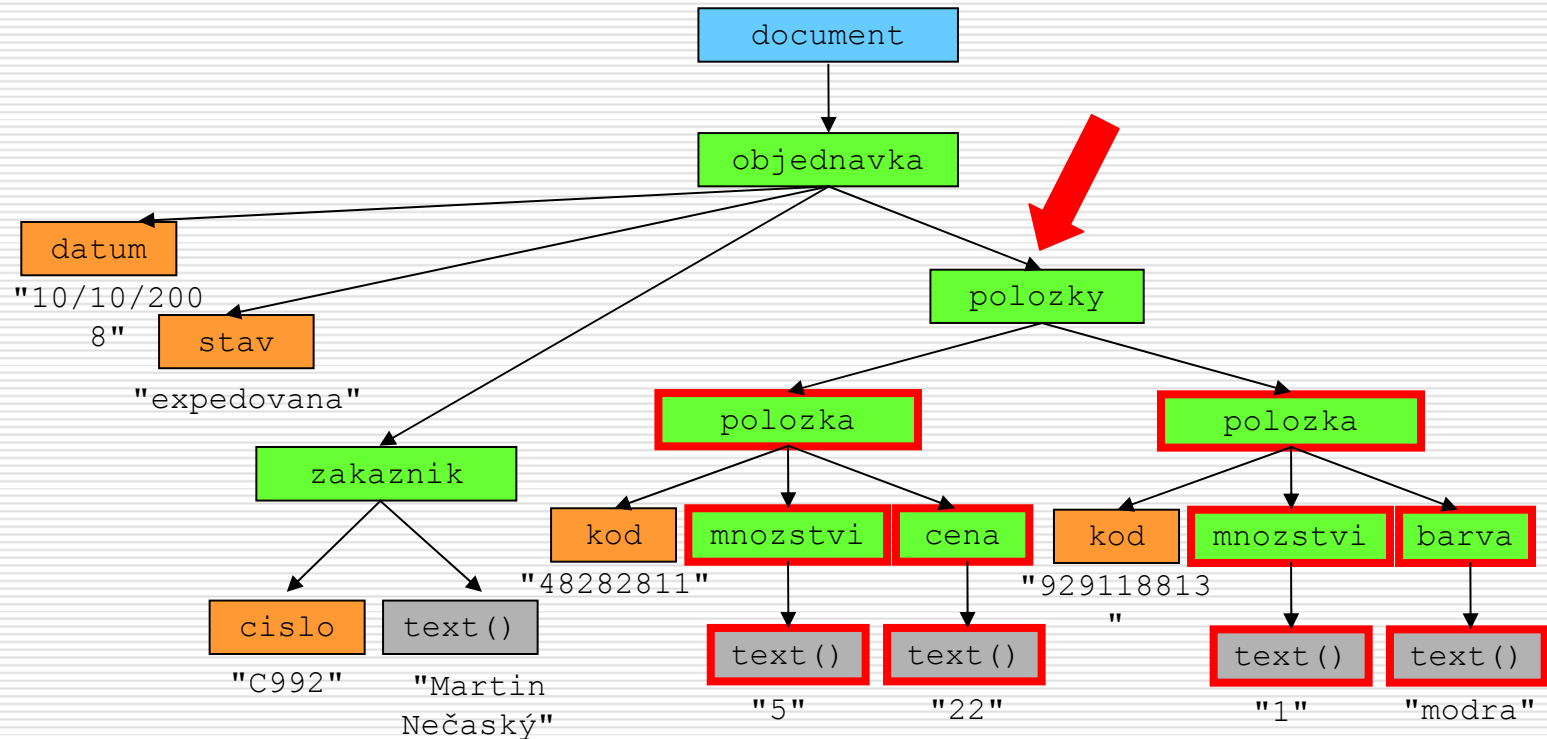 document
objednavka
datum
"10/10/200
8"
stav
"expedovana"
polozky
polozka
polozka
zakaznik
kod
"48282811"
mnozstvi
cena
kod
"929118813
"
mnozstvi
barva
cislo
"C992"
text()
"Martin
Nečaský"
text()
"5"
text()
"22"
text()
"1"
text()
"modra"